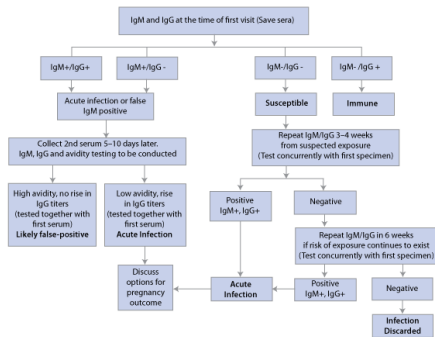 IgM and IgG at the time of first visit (Save sera)
IgM+/IgG+
IgM+/IgG -
IgM-/IgG -
IgM- /IgG +
Acute infection or false
IgM positive
Susceptible
Immune
Collect 2nd serum 5–10 days later.
IgM, IgG and avidity testing to be conducted
Repeat IgM/IgG 3–4 weeks
from suspected exposure
(Test concurrently with first specimen)
High avidity, no rise in
IgG titers
(tested together with
first serum)
Likely false-positive
Low avidity, rise
in IgG titers
(tested together with
first serum)
Acute Infection
Positive
IgM+, IgG+
Negative
Repeat IgM/IgG in 6 weeks
if risk of exposure continues to exist
(Test concurrently with first specimen)
Discuss
options for
pregnancy
outcome
Acute
Infection
Positive
IgM+, IgG+
Negative
Infection
Discarded